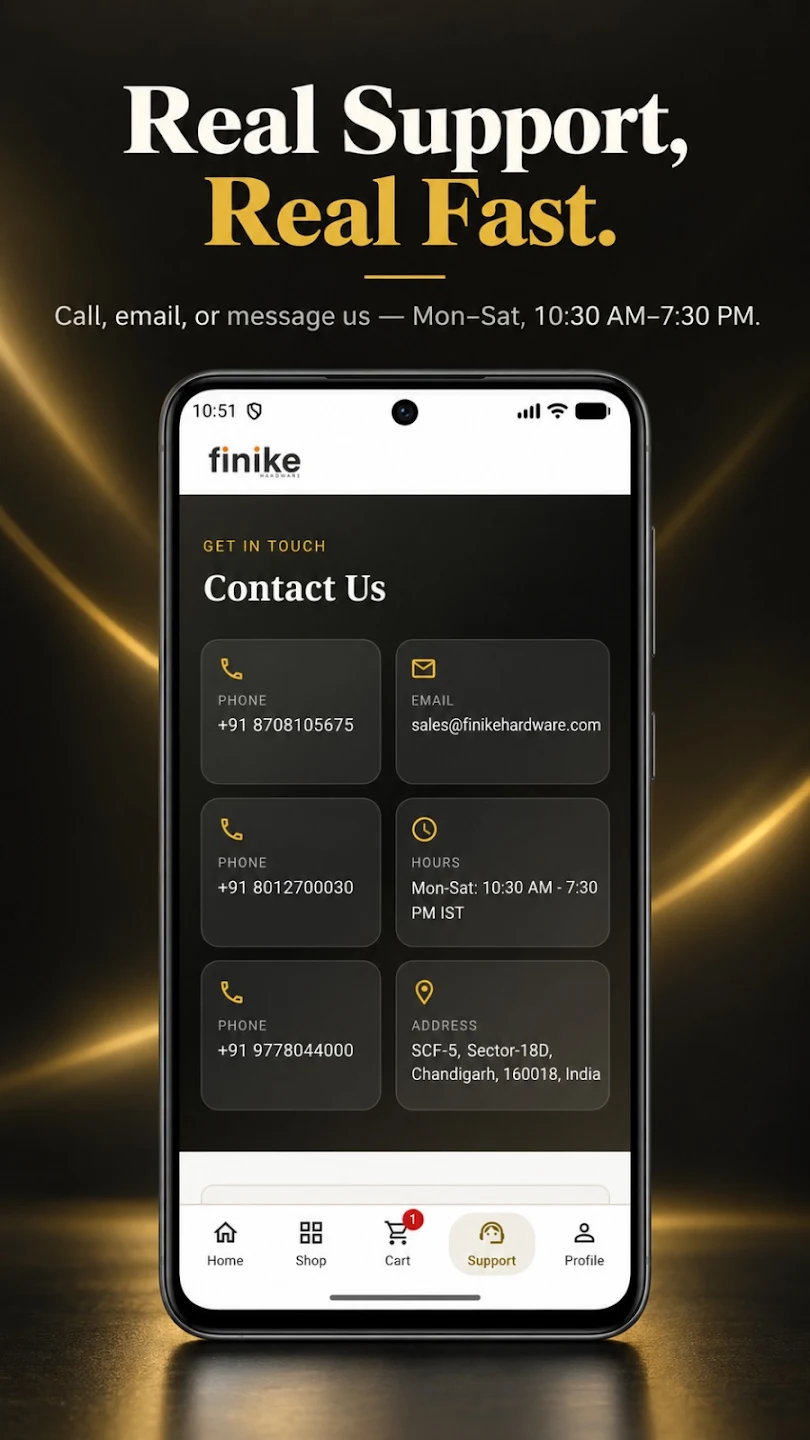 Real Support,
Real Fast.
Call, email, or message us — Mon–Sat, 10:30 AM–7:30 PM.
10:51
finike
HARDWARE
GET IN TOUCH
Contact Us
PHONE
+91 8708105675
EMAIL
sales@finikehardware.com
PHONE
+91 8012700030
HOURS
Mon-Sat: 10:30 AM - 7:30
PM IST
PHONE
+91 9778044000
ADDRESS
SCF-5, Sector-18D,
Chandigarh, 160018, India
1
Home
Shop
Cart
Support
Profile